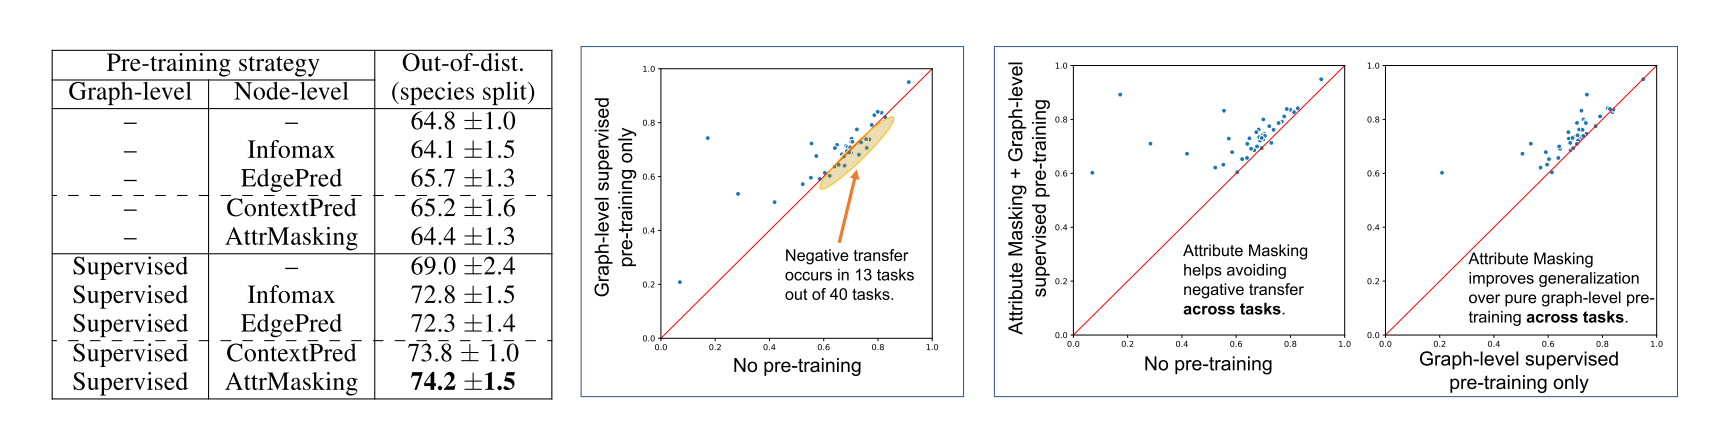 Pre-training strategy Out-of-dist.
Graph-level Node-level (species split)
– – 64.8 ±1.0
– Infomax 64.1 ±1.5
– EdgePred 65.7 ±1.3
– ContextPred 65.2 ±1.6
– AttrMasking 64.4 ±1.3
Supervised – 69.0 ±2.4
Supervised Infomax 72.8 ±1.5
Supervised EdgePred 72.3 ±1.4
Supervised ContextPred 73.8 ± 1.0
Supervised AttrMasking 74.2 ±1.5
Graph-level supervised
pre-training only
1.0
0.8
0.6
0.4
0.2
0.0
Negative transfer
occurs in 13 tasks
out of 40 tasks.
0.0 0.2 0.4 0.6 0.8 1.0
No pre-training
Attribute Masking + Graph-level
supervised pre-training
1.0
0.8
0.6
0.4
0.2
0.0
Attribute Masking
helps avoiding
negative transfer
across tasks.
0.0 0.2 0.4 0.6 0.8 1.0
No pre-training
1.0
0.8
0.6
0.4
0.2
0.0
Attribute Masking
improves generalization
over pure graph-level pre-
training across tasks.
0.0 0.2 0.4 0.6 0.8 1.0
Graph-level supervised
pre-training only